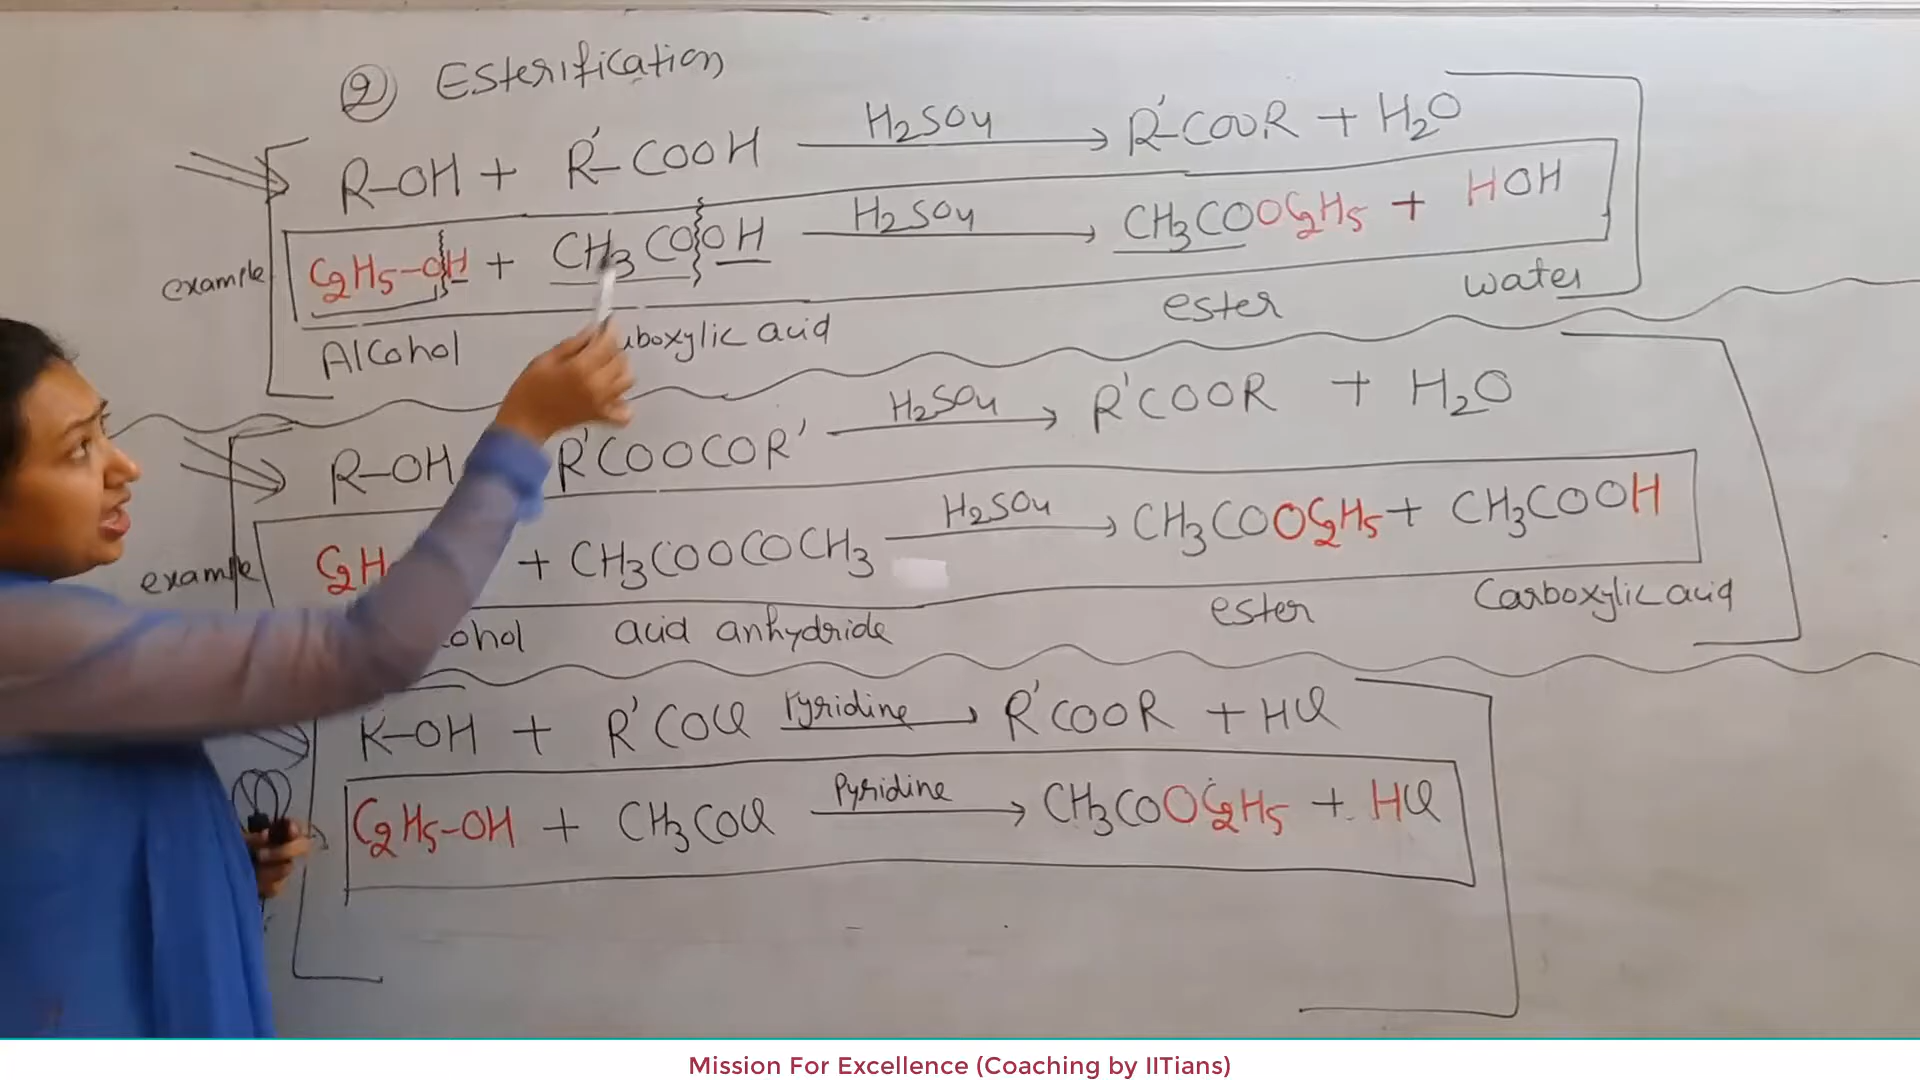 ② Esterification
R-OH + R'-COOH H2SO4 → R'-COOR + H2O
example C2H5-OH + CH3COOH H2SO4 → CH3COOC2H5 + HOH
Alcohol boxylic acid ester water
R-OH R'COOCOR' H2SO4 → R'COOR + H2O
example C2H + CH3COOCOCH3 H2SO4 → CH3COOC2H5 + CH3COOH
ohol acid anhydride ester Carboxylic acid
R-OH + R'COCl Pyridine → R'COOR + HCl
C2H5-OH + CH3COCl Pyridine → CH3COOC2H5 + HCl
Mission For Excellence (Coaching by IITians)